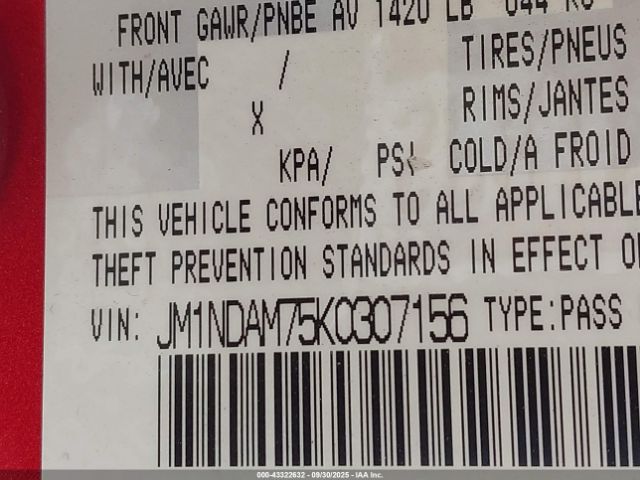 FRONT GAWR/PNBE AV 1420 LB 644 KG
WITH/AVEC / TIRES/PNEUS
X RIMS/JANTES
KPA/ PSI COLD/A FROID
THIS VEHICLE CONFORMS TO ALL APPLICABLE
THEFT PREVENTION STANDARDS IN EFFECT O
VIN: JM1NDAM75K0307156 TYPE:PASS
000-43322632 - 09/30/2025 - IAA Inc.